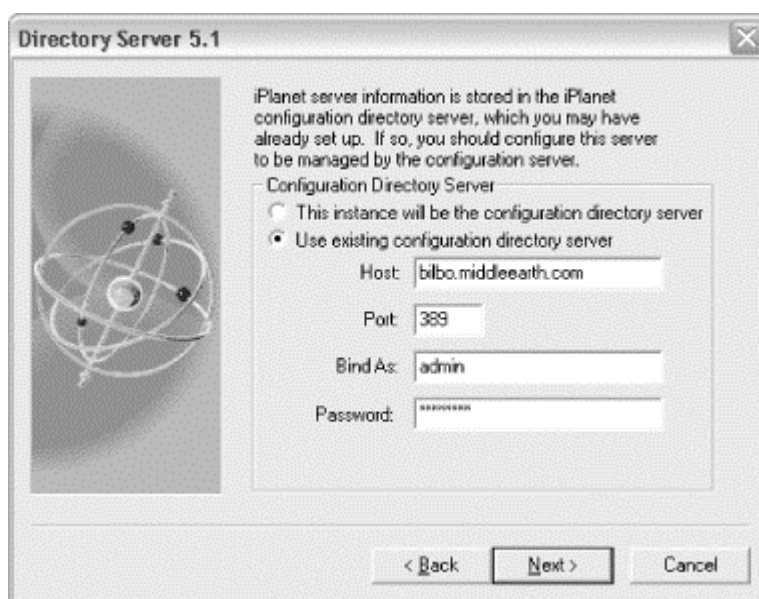 Directory Server 5.1
iPlanet server information is stored in the iPlanet
configuration directory server, which you may have
already set up. If so, you should configure this server
to be managed by the configuration server.
Configuration Directory Server
This instance will be the configuration directory server
Use existing configuration directory server
Host: bilbo.middleearth.com
Port: 389
Bind As: admin
Password: *********
< Back Next > Cancel